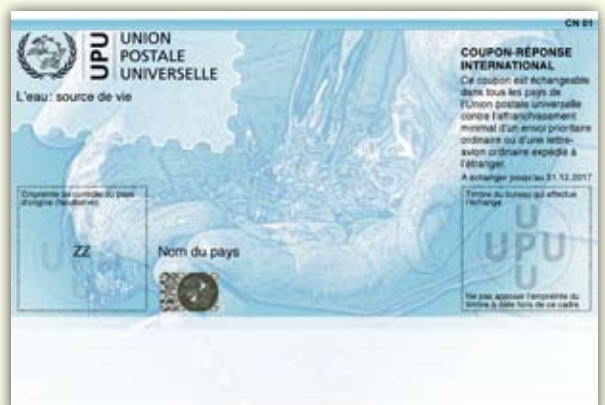 CN 01
UPU
UNION
POSTALE
UNIVERSELLE
L'eau: source de vie
COUPON-RÉPONSE
INTERNATIONAL
Ce coupon est échangeable
dans tous les pays de
l'Union postale universelle
contre l'affranchissement
minimal d'un envoi prioritaire
ordinaire ou d'une lettre-
avion ordinaire expédiée à
l'étranger.
A échanger jusqu'au 31.12.2017
Empreinte de contrôle du pays
d'origine (facultative)
ZZ
Nom du pays
Timbre du bureau qui effectue
l'échange
U
UPU
U
Ne pas apposer l'empreinte du
timbre à date hors de ce cadre